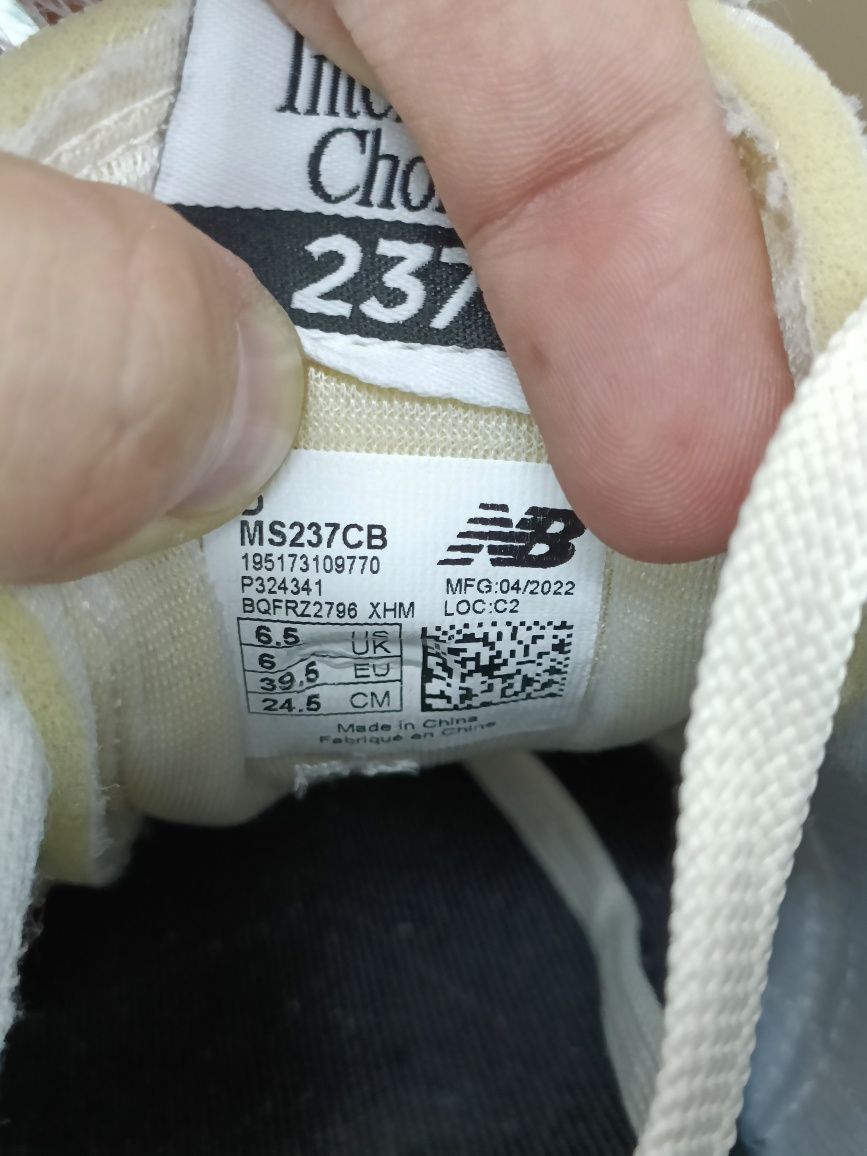 237
D
MS237CB
NB
195173109770
P324341
MFG:04/2022
BQFRZ2796 XHM
LOC:C2
6.5 US
6 UK
39.5 EU
24.5 CM
Made in China
Fabriqué en Chine